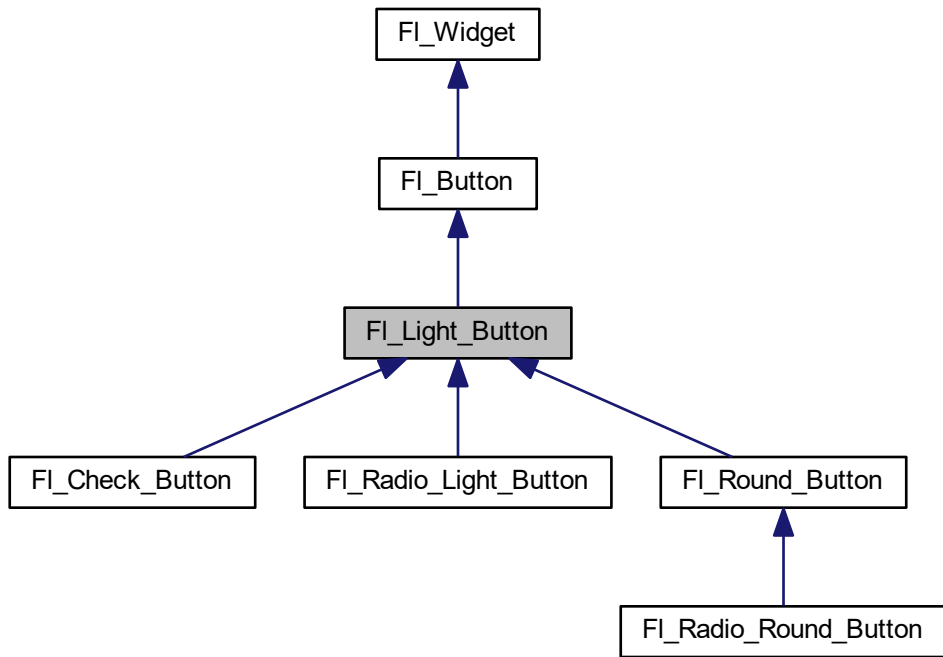 Fl_Widget
Fl_Button
Fl_Light_Button
Fl_Check_Button
Fl_Radio_Light_Button
Fl_Round_Button
Fl_Radio_Round_Button